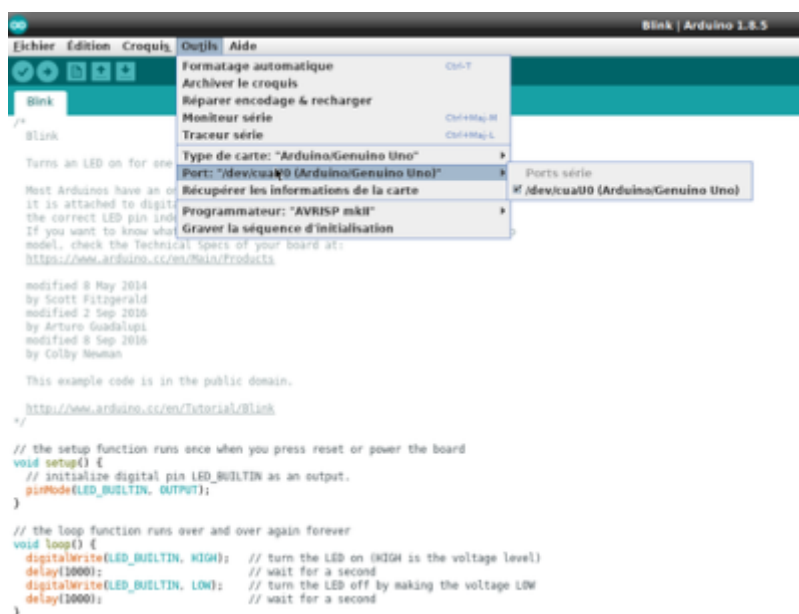 Blink | Arduino 1.8.5
Fichier Édition Croquis Outils Aide
Formatage automatique Ctrl-T
Archiver le croquis
Réparer encodage & recharger
Moniteur série Ctrl+Maj-M
Traceur série Ctrl+Maj-L
Type de carte: "Arduino/Genuino Uno"
Port: "/dev/cuaU0 (Arduino/Genuino Uno)"
Récupérer les informations de la carte
Programmateur: "AVRISP mkII"
Graver la séquence d'initialisation
Ports série
/dev/cuaU0 (Arduino/Genuino Uno)
Blink
/*
Blink
Turns an LED on for one
Most Arduinos have an
it is attached to digit
the correct LED pin ind
If you want to know what
model, check the Technical Specs of your board at:
https://www.arduino.cc/en/Main/Products
modified 8 May 2014
by Scott Fitzgerald
modified 2 Sep 2016
by Arturo Guadalupi
modified 8 Sep 2016
by Colby Newman
This example code is in the public domain.
http://www.arduino.cc/en/Tutorial/Blink
*/
// the setup function runs once when you press reset or power the board
void setup() {
// initialize digital pin LED_BUILTIN as an output.
pinMode(LED_BUILTIN, OUTPUT);
}
// the loop function runs over and over again forever
void loop() {
digitalWrite(LED_BUILTIN, HIGH); // turn the LED on (HIGH is the voltage level)
delay(1000); // wait for a second
digitalWrite(LED_BUILTIN, LOW); // turn the LED off by making the voltage LOW
delay(1000); // wait for a second
}